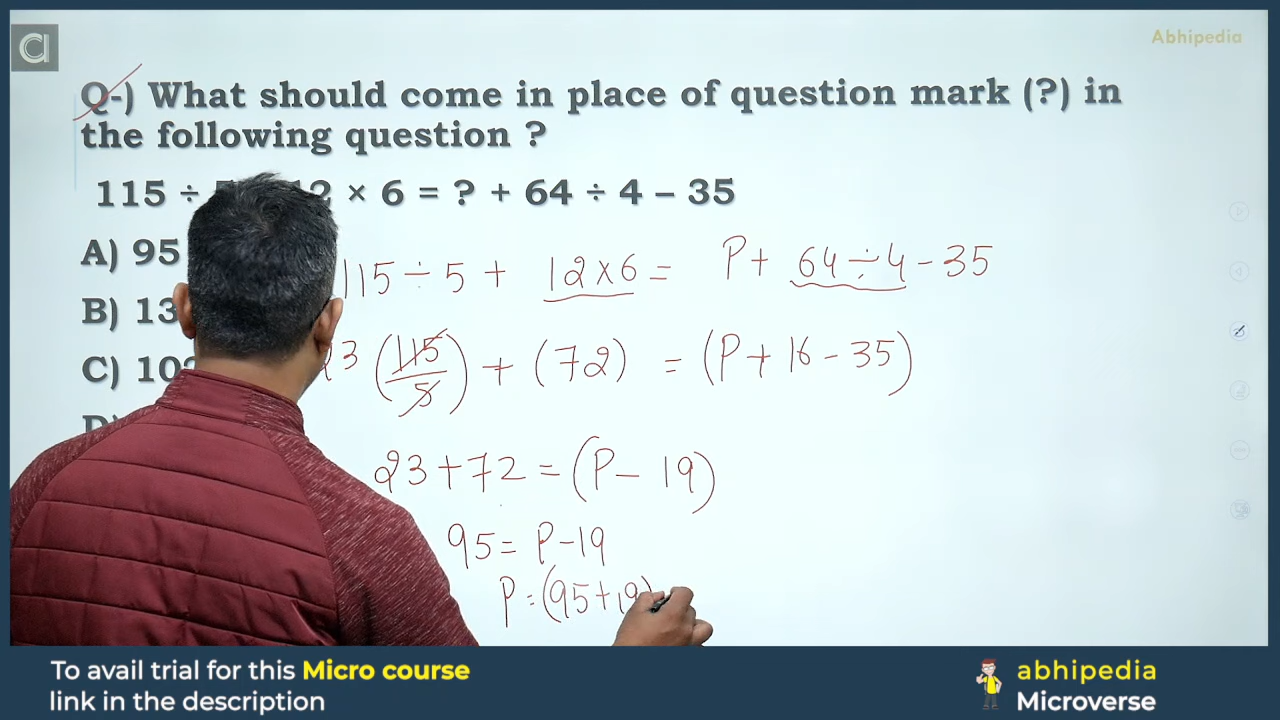 Abhipedia
Q-) What should come in place of question mark (?) in
the following question ?
115 ÷ 12 × 6 = ? + 64 ÷ 4 – 35
A) 95
115 ÷ 5 + 12 × 6 = P + 64 ÷ 4 - 35
B) 13
C) 10
23 (115/5) + (72) = (P + 16 - 35)
23 + 72 = (P - 19)
95 = P - 19
P = (95 + 19)
To avail trial for this Micro course
link in the description
abhipedia
Microverse